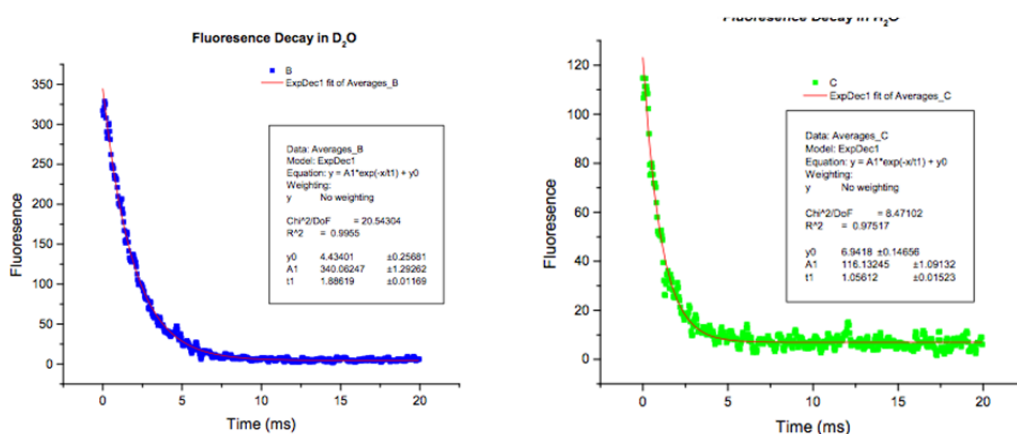 Fluoresence Decay in D2O
B
ExpDec1 fit of Averages_B
350
300
250
200
150
100
50
0
Fluoresence
Data: Averages_B
Model: ExpDec1
Equation: y = A1*exp(-x/t1) + y0
Weighting:
y No weighting
Chi^2/DoF = 20.54304
R^2 = 0.9955
y0 4.43401 ±0.25681
A1 340.06247 ±1.29262
t1 1.88619 ±0.01169
0 5 10 15 20
Time (ms)
Fluoresence Decay in H2O
C
ExpDec1 fit of Averages_C
120
100
80
60
40
20
0
Fluoresence
Data: Averages_C
Model: ExpDec1
Equation: y = A1*exp(-x/t1) + y0
Weighting:
y No weighting
Chi^2/DoF = 8.47102
R^2 = 0.97517
y0 6.9418 ±0.14656
A1 116.13245 ±1.09132
t1 1.05612 ±0.01523
0 5 10 15 20
Time (ms)